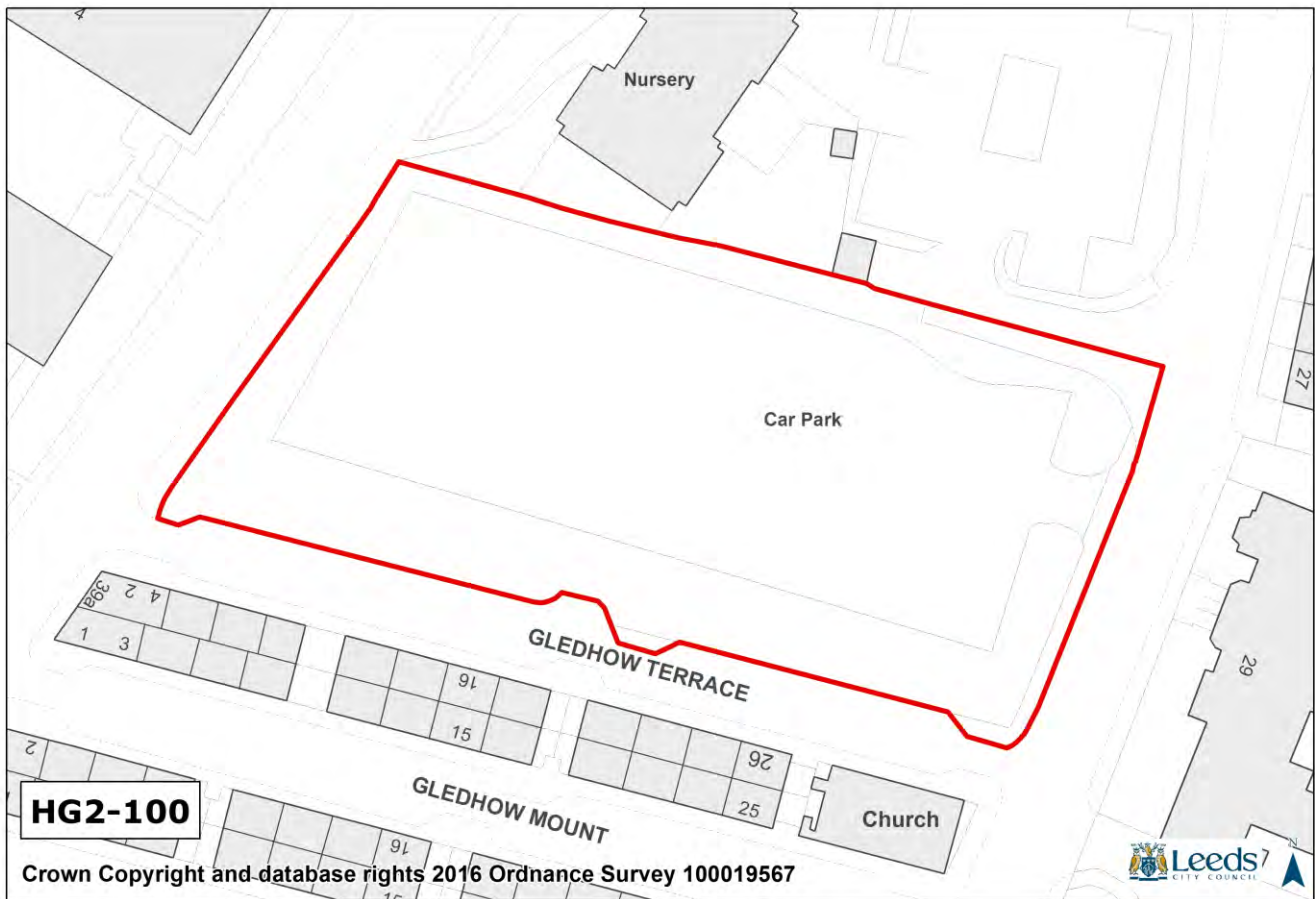 4
Nursery
27
Car Park
39a
2
4
1
3
GLEDHOW TERRACE
16
15
29
26
25
2
HG2-100
GLEDHOW MOUNT
Church
16
15
N
Leeds
CITY COUNCIL
7
Crown Copyright and database rights 2016 Ordnance Survey 100019567